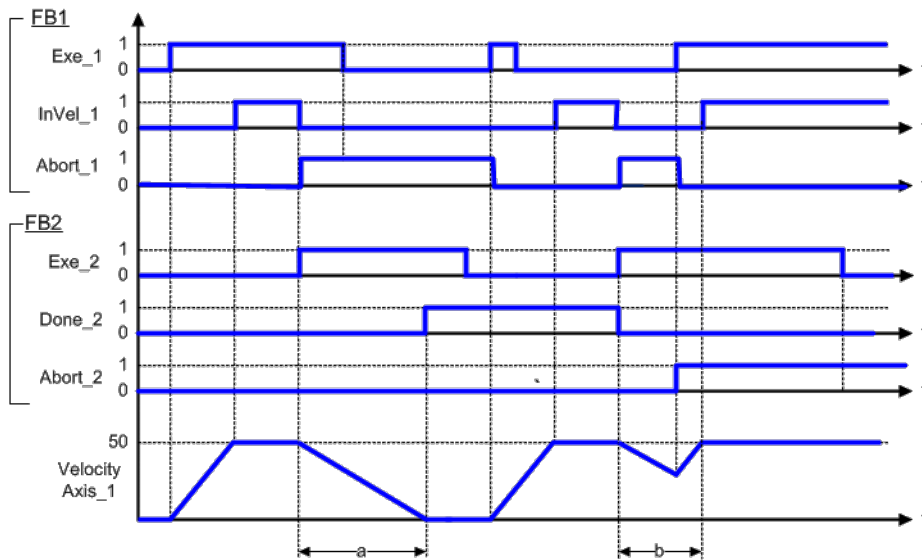 FB1
Exe_1
1
0
InVel_1
1
0
Abort_1
1
0
FB2
Exe_2
1
0
Done_2
1
0
Abort_2
1
0
50
Velocity
Axis_1
a
b